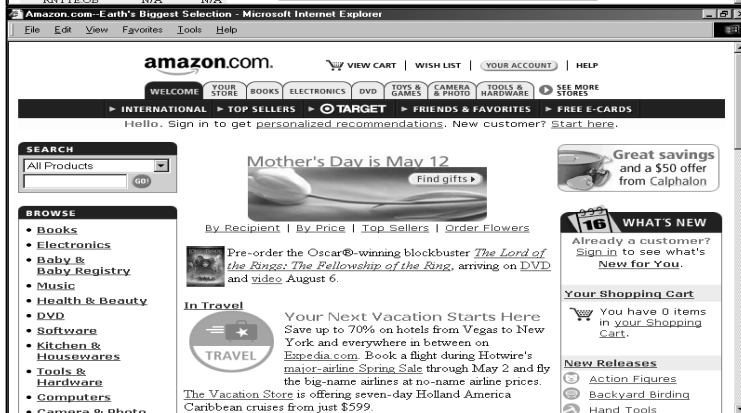 RNTTE.OB N/A N/A
Amazon.com--Earth's Biggest Selection - Microsoft Internet Explorer
File Edit View Favorites Tools Help
amazon.com.
VIEW CART | WISH LIST | YOUR ACCOUNT | HELP
WELCOME YOUR STORE BOOKS ELECTRONICS DVD TOYS & GAMES CAMERA & PHOTO TOOLS & HARDWARE SEE MORE STORES
INTERNATIONAL TOP SELLERS TARGET FRIENDS & FAVORITES FREE E-CARDS
Hello. Sign in to get personalized recommendations. New customer? Start here.
SEARCH
All Products
GO!
BROWSE
• Books
• Electronics
• Baby &
Baby Registry
• Music
• Health & Beauty
• DVD
• Software
• Kitchen &
Housewares
• Tools &
Hardware
• Computers
• Camera & Photo
Mother's Day is May 12
Find gifts
By Recipient | By Price | Top Sellers | Order Flowers
Pre-order the Oscar®-winning blockbuster The Lord of
the Rings: The Fellowship of the Ring, arriving on DVD
and video August 6.
In Travel
TRAVEL
Your Next Vacation Starts Here
Save up to 70% on hotels from Vegas to New
York and everywhere in between on
Expedia.com. Book a flight during Hotwire's
major-airline Spring Sale through May 2 and fly
the big-name airlines at no-name airline prices.
The Vacation Store is offering seven-day Holland America
Caribbean cruises from just $599.
Great savings
and a $50 offer
from Calphalon
16
WHAT'S NEW
Already a customer?
Sign in to see what's
New for You.
Your Shopping Cart
You have 0 items
in your Shopping
Cart.
New Releases
Action Figures
Backyard Birding
Hand Tools